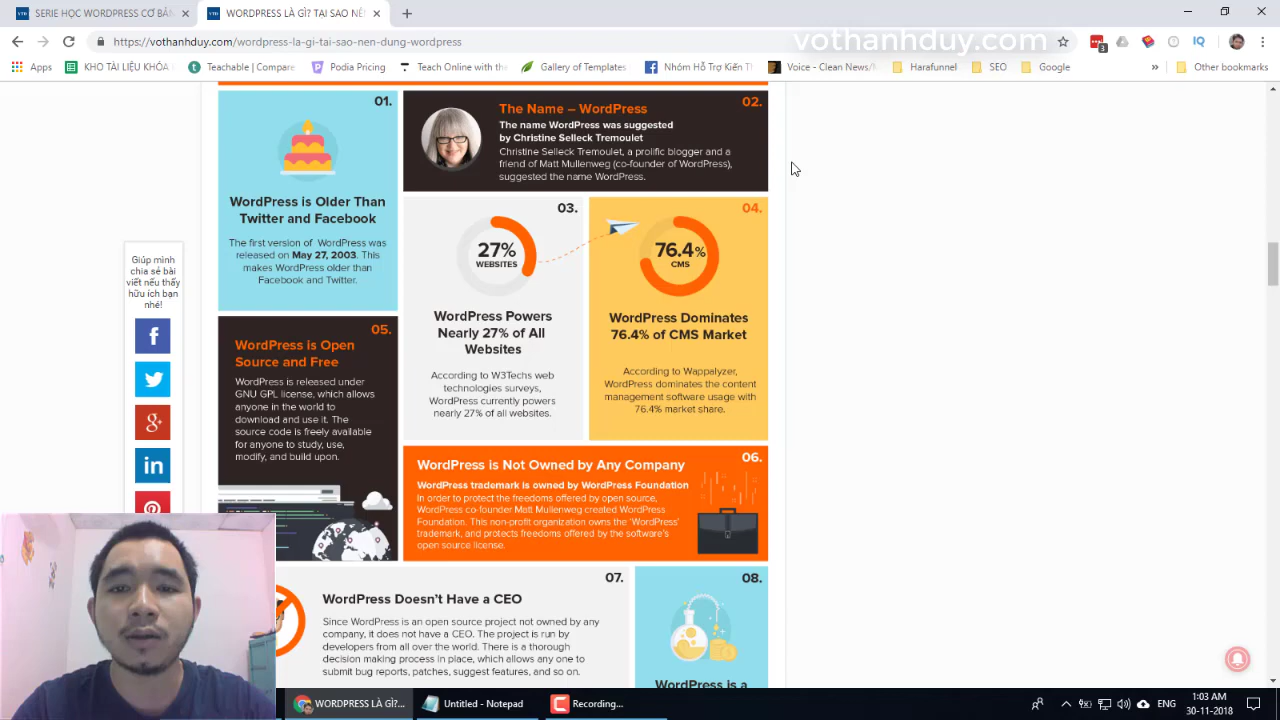 SERIE HỌC WORDPRESS CƠ BẢN
WORDPRESS LÀ GÌ? TẠI SAO NÊ
https://vothanhduy.com/wordpress-la-gi-tai-sao-nen-su-dung/
vothanhduy.com
3
IQ
Apps
KHO TÀI LIỆU KHÓA
Teachable | Compare
Podia Pricing
Teach Online with the
Gallery of Templates
Nhóm Hỗ Trợ Kiến Th
Voice - Clean News/M
Harafunnel
SEO
Google
Other bookmarks
01.
WordPress is Older Than
Twitter and Facebook
The first version of WordPress was
released on May 27, 2003. This
makes WordPress older than
Facebook and Twitter.
02.
The Name – WordPress
The name WordPress was suggested
by Christine Selleck Tremoulet
Christine Selleck Tremoulet, a prolific blogger and a
friend of Matt Mullenweg (co-founder of WordPress),
suggested the name WordPress.
03.
27%
WEBSITES
WordPress Powers
Nearly 27% of All
Websites
According to W3Techs web
technologies surveys,
WordPress currently powers
nearly 27% of all websites.
04.
76.4%
CMS
WordPress Dominates
76.4% of CMS Market
According to Wappalyzer,
WordPress dominates the content
management software usage with
76.4% market share.
Giúp mình
chia sẻ bài
viết nếu thấy
hữu ích bạn
nhé!
05.
WordPress is Open
Source and Free
WordPress is released under
GNU GPL license, which allows
anyone in the world to
download and use it. The
source code is freely available
for anyone to study, use,
modify, and build upon.
06.
WordPress is Not Owned by Any Company
WordPress trademark is owned by WordPress Foundation
In order to protect the freedoms offered by open source,
WordPress co-founder Matt Mullenweg created WordPress
Foundation. This non-profit organization owns the 'WordPress'
trademark, and protects freedoms offered by the software's
open source license.
07.
WordPress Doesn't Have a CEO
Since WordPress is an open source project not owned by any
company, it does not have a CEO. The project is run by
developers from all over the world. There is a thorough
decision making process in place, which allows any one to
submit bug reports, patches, suggest features, and so on.
08.
WordPress is a
WORDPRESS LÀ GÌ?...
Untitled - Notepad
Recording...
ENG
1:03 AM
30-11-2018